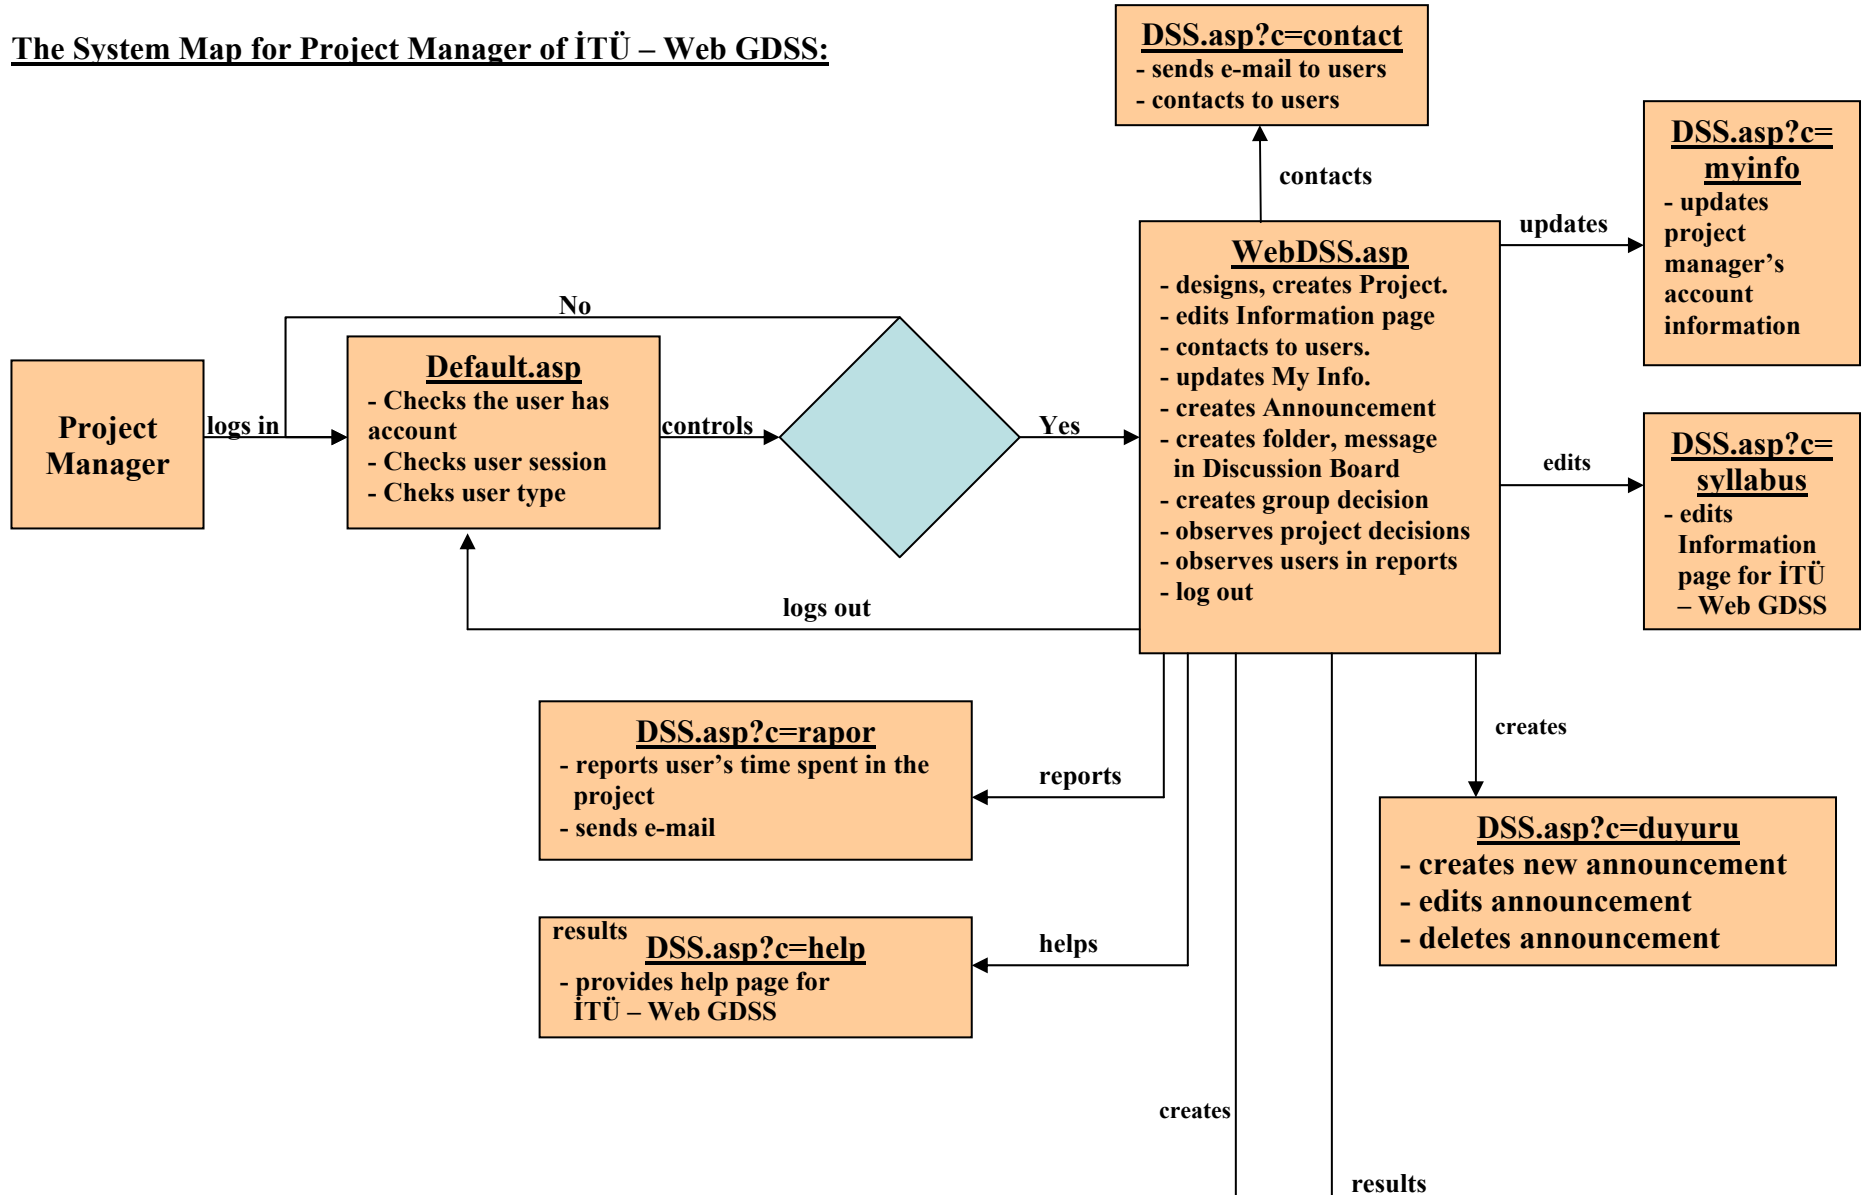 The System Map for Project Manager of İTÜ – Web GDSS:
DSS.asp?c=contact
- sends e-mail to users
- contacts to users
contacts
DSS.asp?c=
myinfo
- updates
project
manager’s
account
information
updates
WebDSS.asp
- designs, creates Project.
- edits Information page
- contacts to users.
- updates My Info.
- creates Announcement
- creates folder, message
in Discussion Board
- creates group decision
- observes project decisions
- observes users in reports
- log out
No
Project
Manager
logs in
Default.asp
- Checks the user has
account
- Checks user session
- Cheks user type
controls
Yes
edits
DSS.asp?c=
syllabus
- edits
Information
page for İTÜ
– Web GDSS
logs out
DSS.asp?c=rapor
- reports user’s time spent in the
project
- sends e-mail
reports
creates
DSS.asp?c=duyuru
- creates new announcement
- edits announcement
- deletes announcement
results
DSS.asp?c=help
- provides help page for
İTÜ – Web GDSS
helps
creates
results